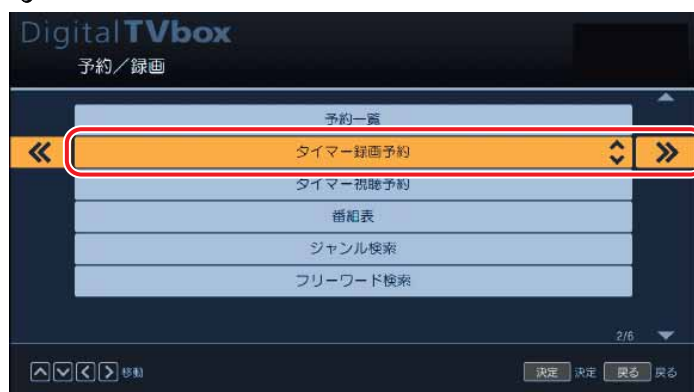 DigitalTVbox
予約／録画
予約一覧
タイマー録画予約
タイマー視聴予約
番組表
ジャンル検索
フリーワード検索
2/6
移動 決定 決定 戻る 戻る